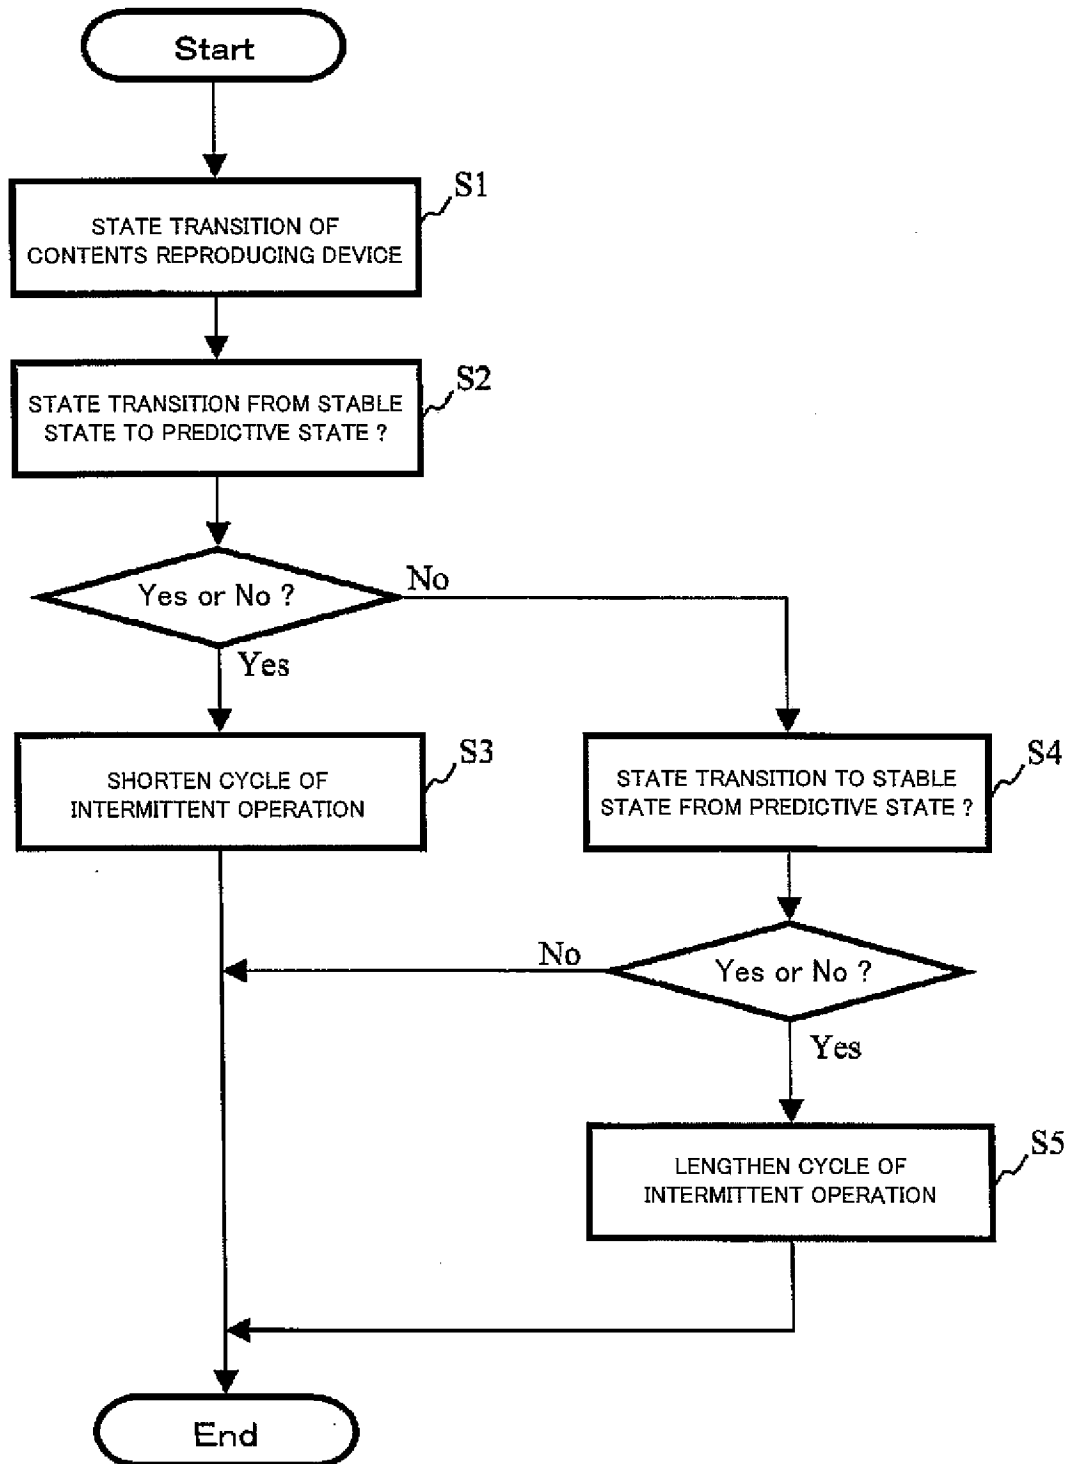 Start
S1
STATE TRANSITION OF
CONTENTS REPRODUCING DEVICE
S2
STATE TRANSITION FROM STABLE
STATE TO PREDICTIVE STATE ?
Yes or No ?
No
Yes
S3
SHORTEN CYCLE OF
INTERMITTENT OPERATION
S4
STATE TRANSITION TO STABLE
STATE FROM PREDICTIVE STATE ?
No
Yes or No ?
Yes
S5
LENGTHEN CYCLE OF
INTERMITTENT OPERATION
End